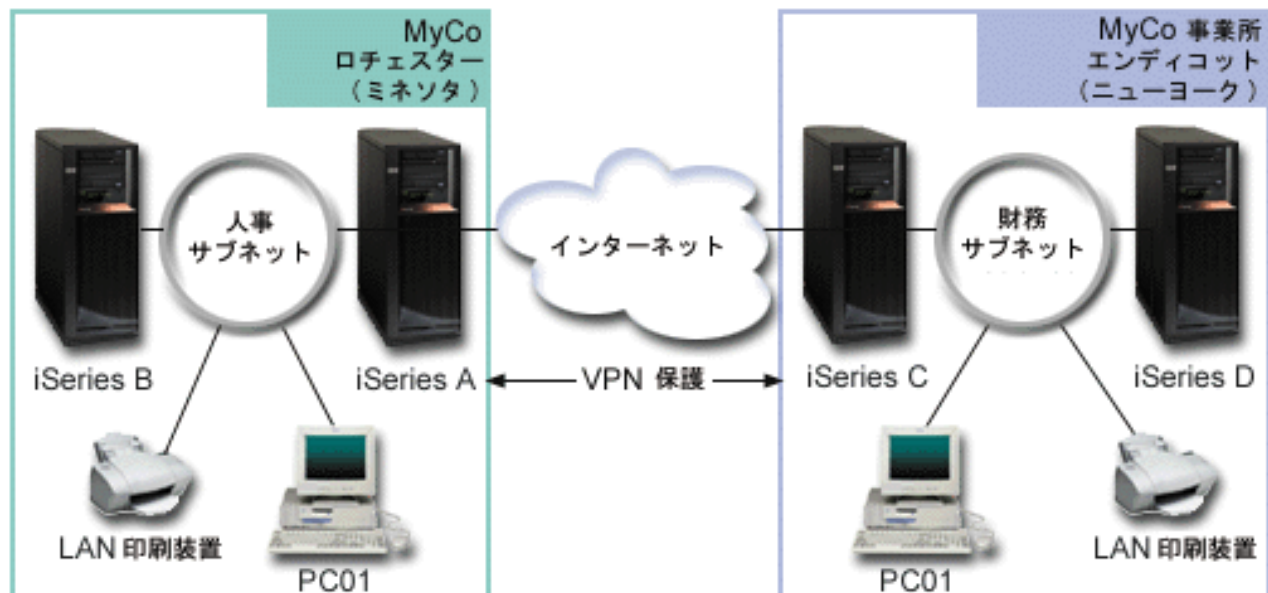 MyCo
ロチェスター
(ミネソタ)
MyCo 事業所
エンディコット
(ニューヨーク)
人事
サブネット
インターネット
財務
サブネット
iSeries B
iSeries A
VPN 保護
iSeries C
iSeries D
LAN 印刷装置
PC01
PC01
LAN 印刷装置